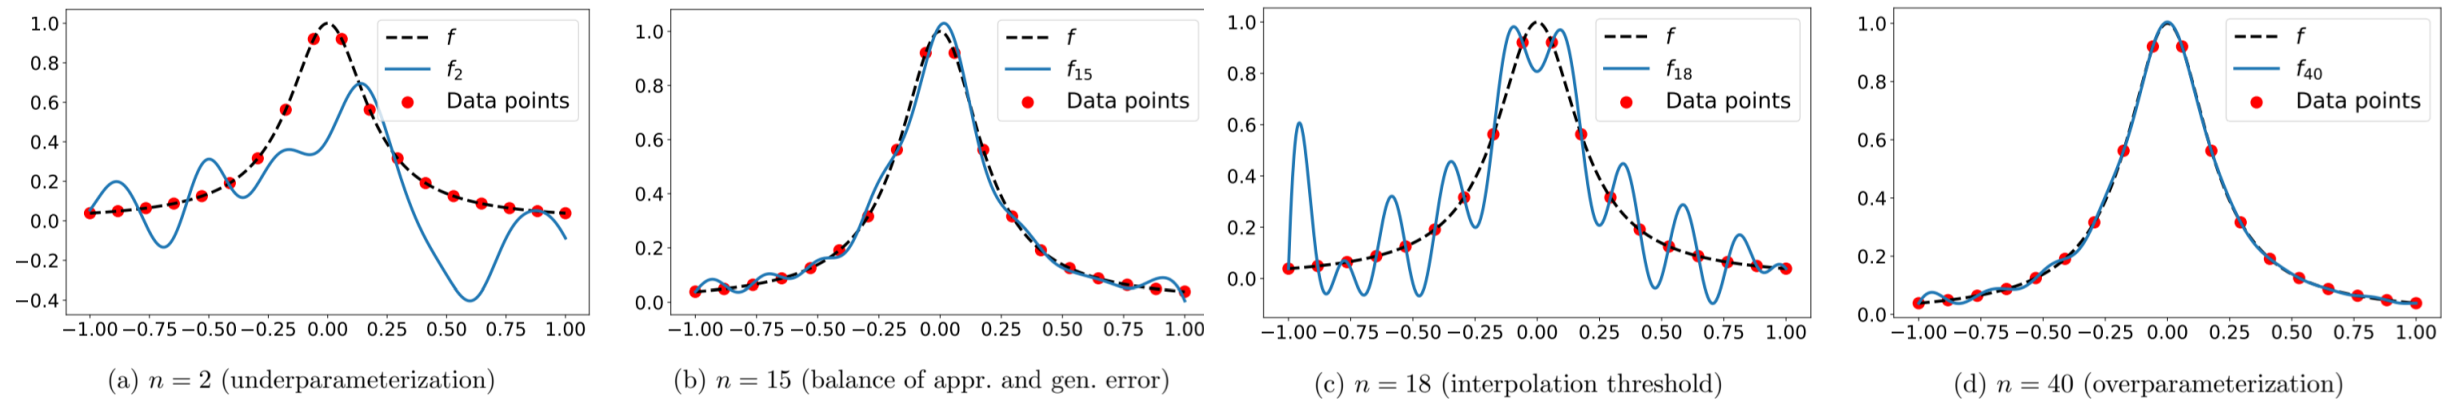 1.0
0.8
0.6
0.4
0.2
0.0
−0.2
−0.4
−1.00 −0.75 −0.50 −0.25 0.00 0.25 0.50 0.75 1.00
f
f2
Data points
(a) n = 2 (underparameterization)
1.0
0.8
0.6
0.4
0.2
0.0
−1.00 −0.75 −0.50 −0.25 0.00 0.25 0.50 0.75 1.00
f
f15
Data points
(b) n = 15 (balance of appr. and gen. error)
1.0
0.8
0.6
0.4
0.2
0.0
−1.00 −0.75 −0.50 −0.25 0.00 0.25 0.50 0.75 1.00
f
f18
Data points
(c) n = 18 (interpolation threshold)
1.0
0.8
0.6
0.4
0.2
0.0
−1.00 −0.75 −0.50 −0.25 0.00 0.25 0.50 0.75 1.00
f
f40
Data points
(d) n = 40 (overparameterization)